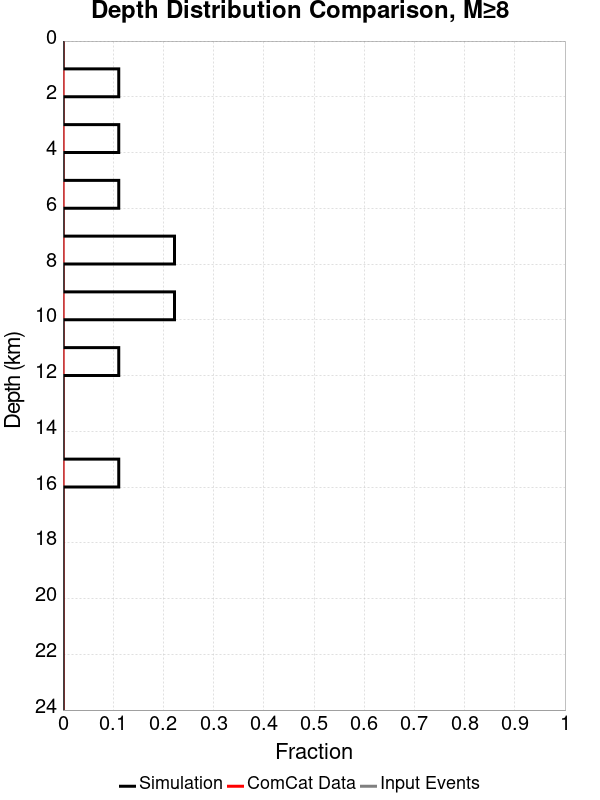 Depth Distribution Comparison, M≥8
0
2
4
6
8
10
12
14
16
18
20
22
24
Depth (km)
0 0.1 0.2 0.3 0.4 0.5 0.6 0.7 0.8 0.9 1
Fraction
Simulation ComCat Data Input Events